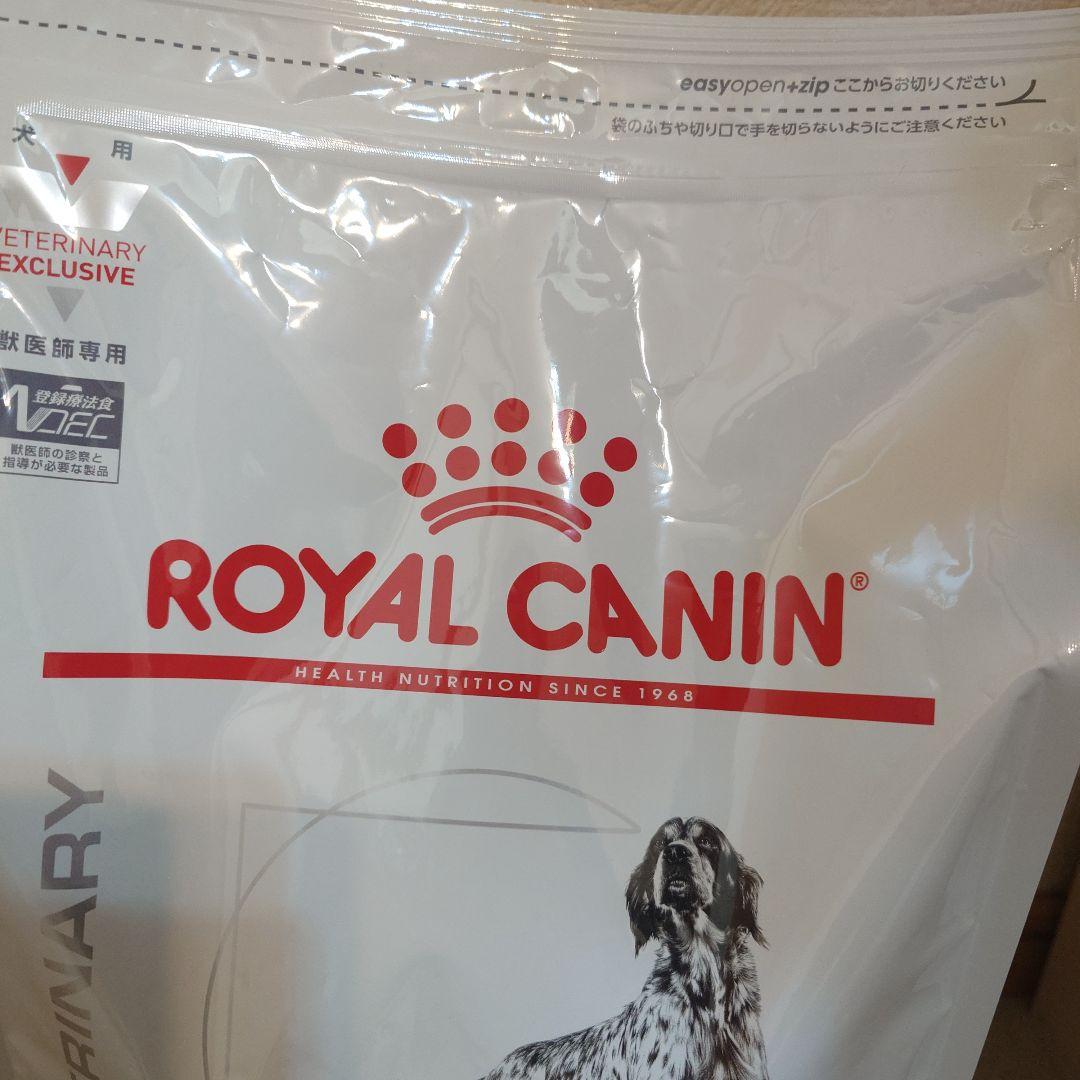 easyopen+zip ここからお切りください
袋のふちや切り口で手を切らないようにご注意ください
犬 用
VETERINARY
EXCLUSIVE
獣医師専用
登録療法食
獣医師の診察と
指導が必要な製品
ROYAL CANIN®
HEALTH NUTRITION SINCE 1968
TERINARY